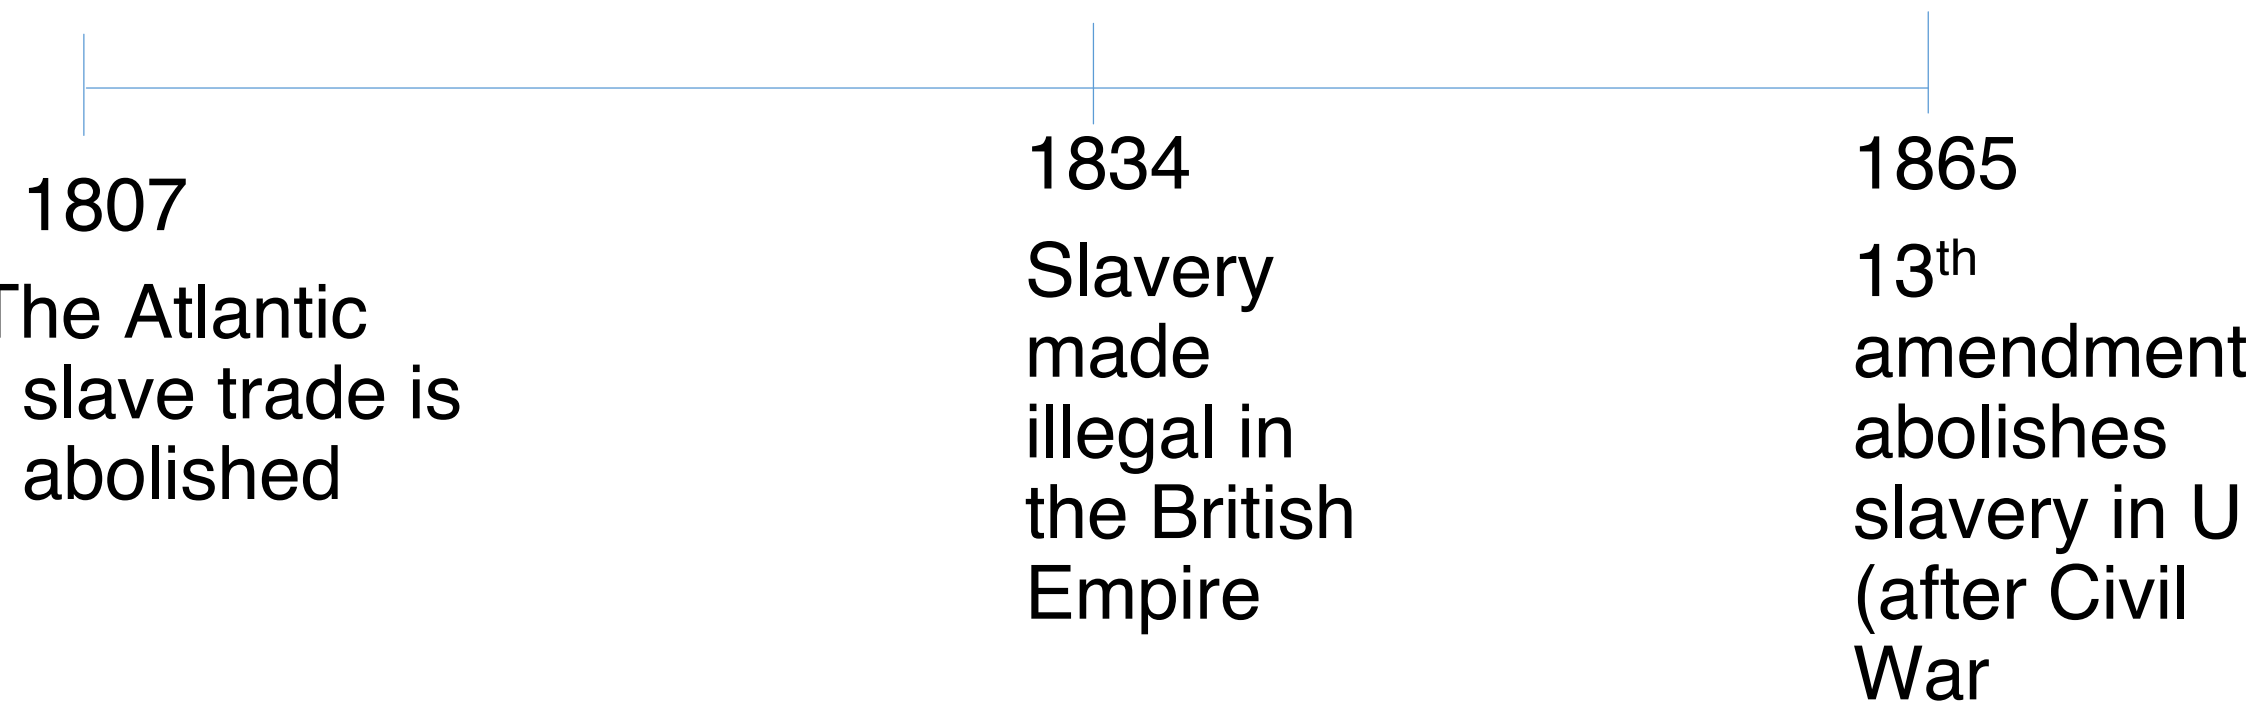 1807
The Atlantic
slave trade is
abolished
1834
Slavery
made
illegal in
the British
Empire
1865
13th
amendment
abolishes
slavery in U
(after Civil
War